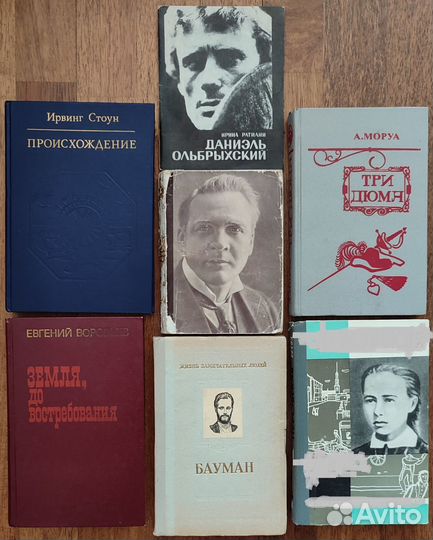 ИРИНА РУБАНОВА
ДАНИЭЛЬ
ОЛЬБРЫХСКИЙ
Ирвинг Стоун
ПРОИСХОЖДЕНИЕ
А. МОРУА
ТРИ
ДЮМА
ЕВГЕНИЙ ВОРОБЬЕВ
ЗЕМЛЯ,
ДО
ВОСТРЕБОВАНИЯ
ЖИЗНЬ ЗАМЕЧАТЕЛЬНЫХ ЛЮДЕЙ
БАУМАН
Avito